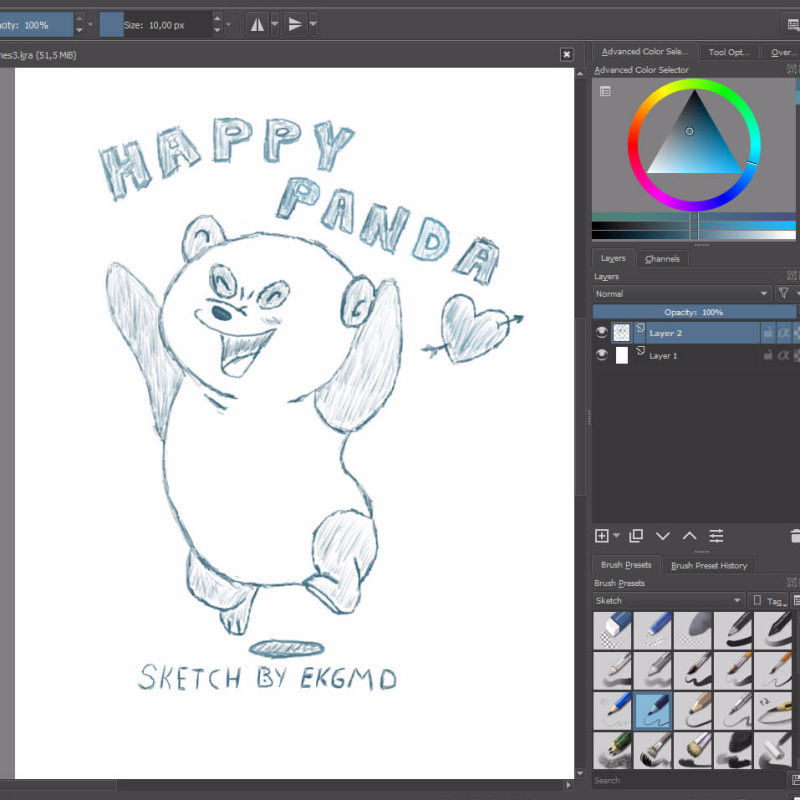 acity: 100%
Size: 10,00 px
nes3.kra (51,5 MiB)
HAPPY
PANDA
SKETCH BY EKGMD
Advanced Color Sele...
Tool Opt...
Over...
Advanced Color Selector
Layers
Channels
Layers
Normal
Opacity: 100%
Layer 2
Layer 1
Brush Presets
Brush Preset History
Brush Presets
Sketch
Tag
Search